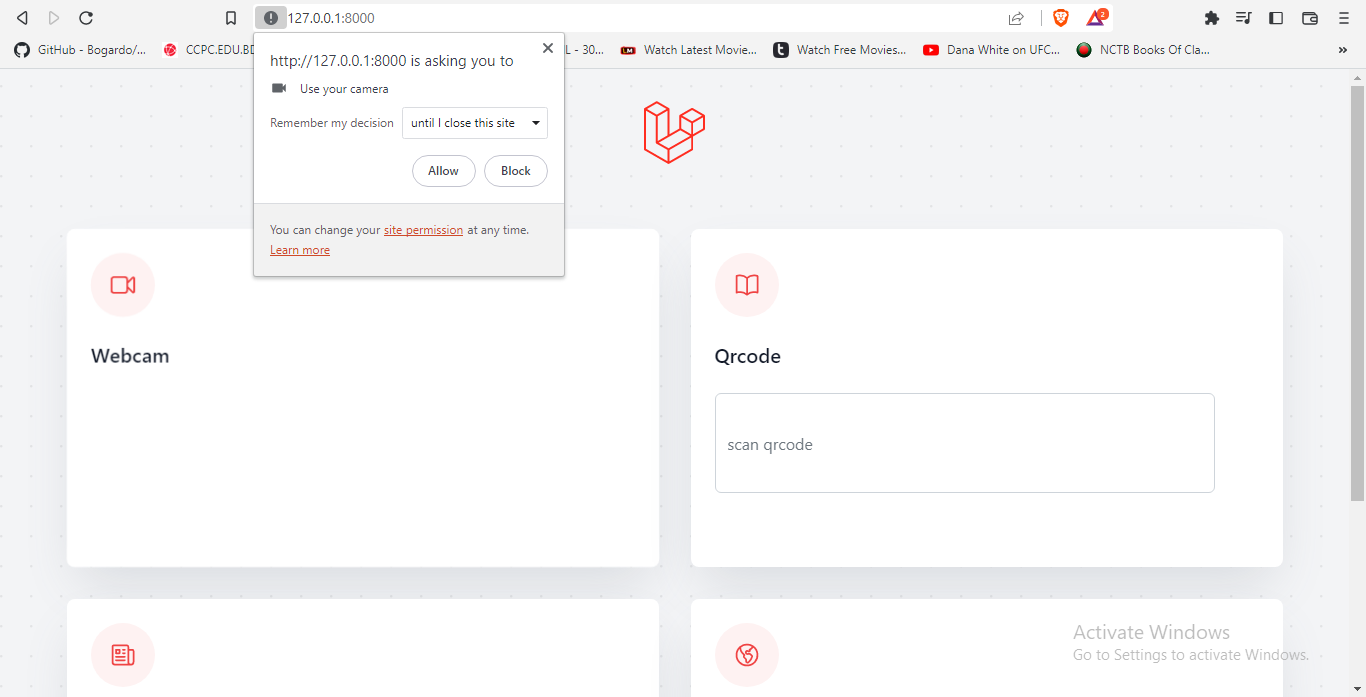 127.0.0.1:8000
2
GitHub - Bogardo/...
CCPC.EDU.BD
L - 30...
LM
Watch Latest Movie...
t
Watch Free Movies...
Dana White on UFC...
NCTB Books Of Cla...
»
http://127.0.0.1:8000 is asking you to
Use your camera
Remember my decision until I close this site
Allow Block
You can change your site permission at any time.
Learn more
Webcam
Qrcode
scan qrcode
Activate Windows
Go to Settings to activate Windows.